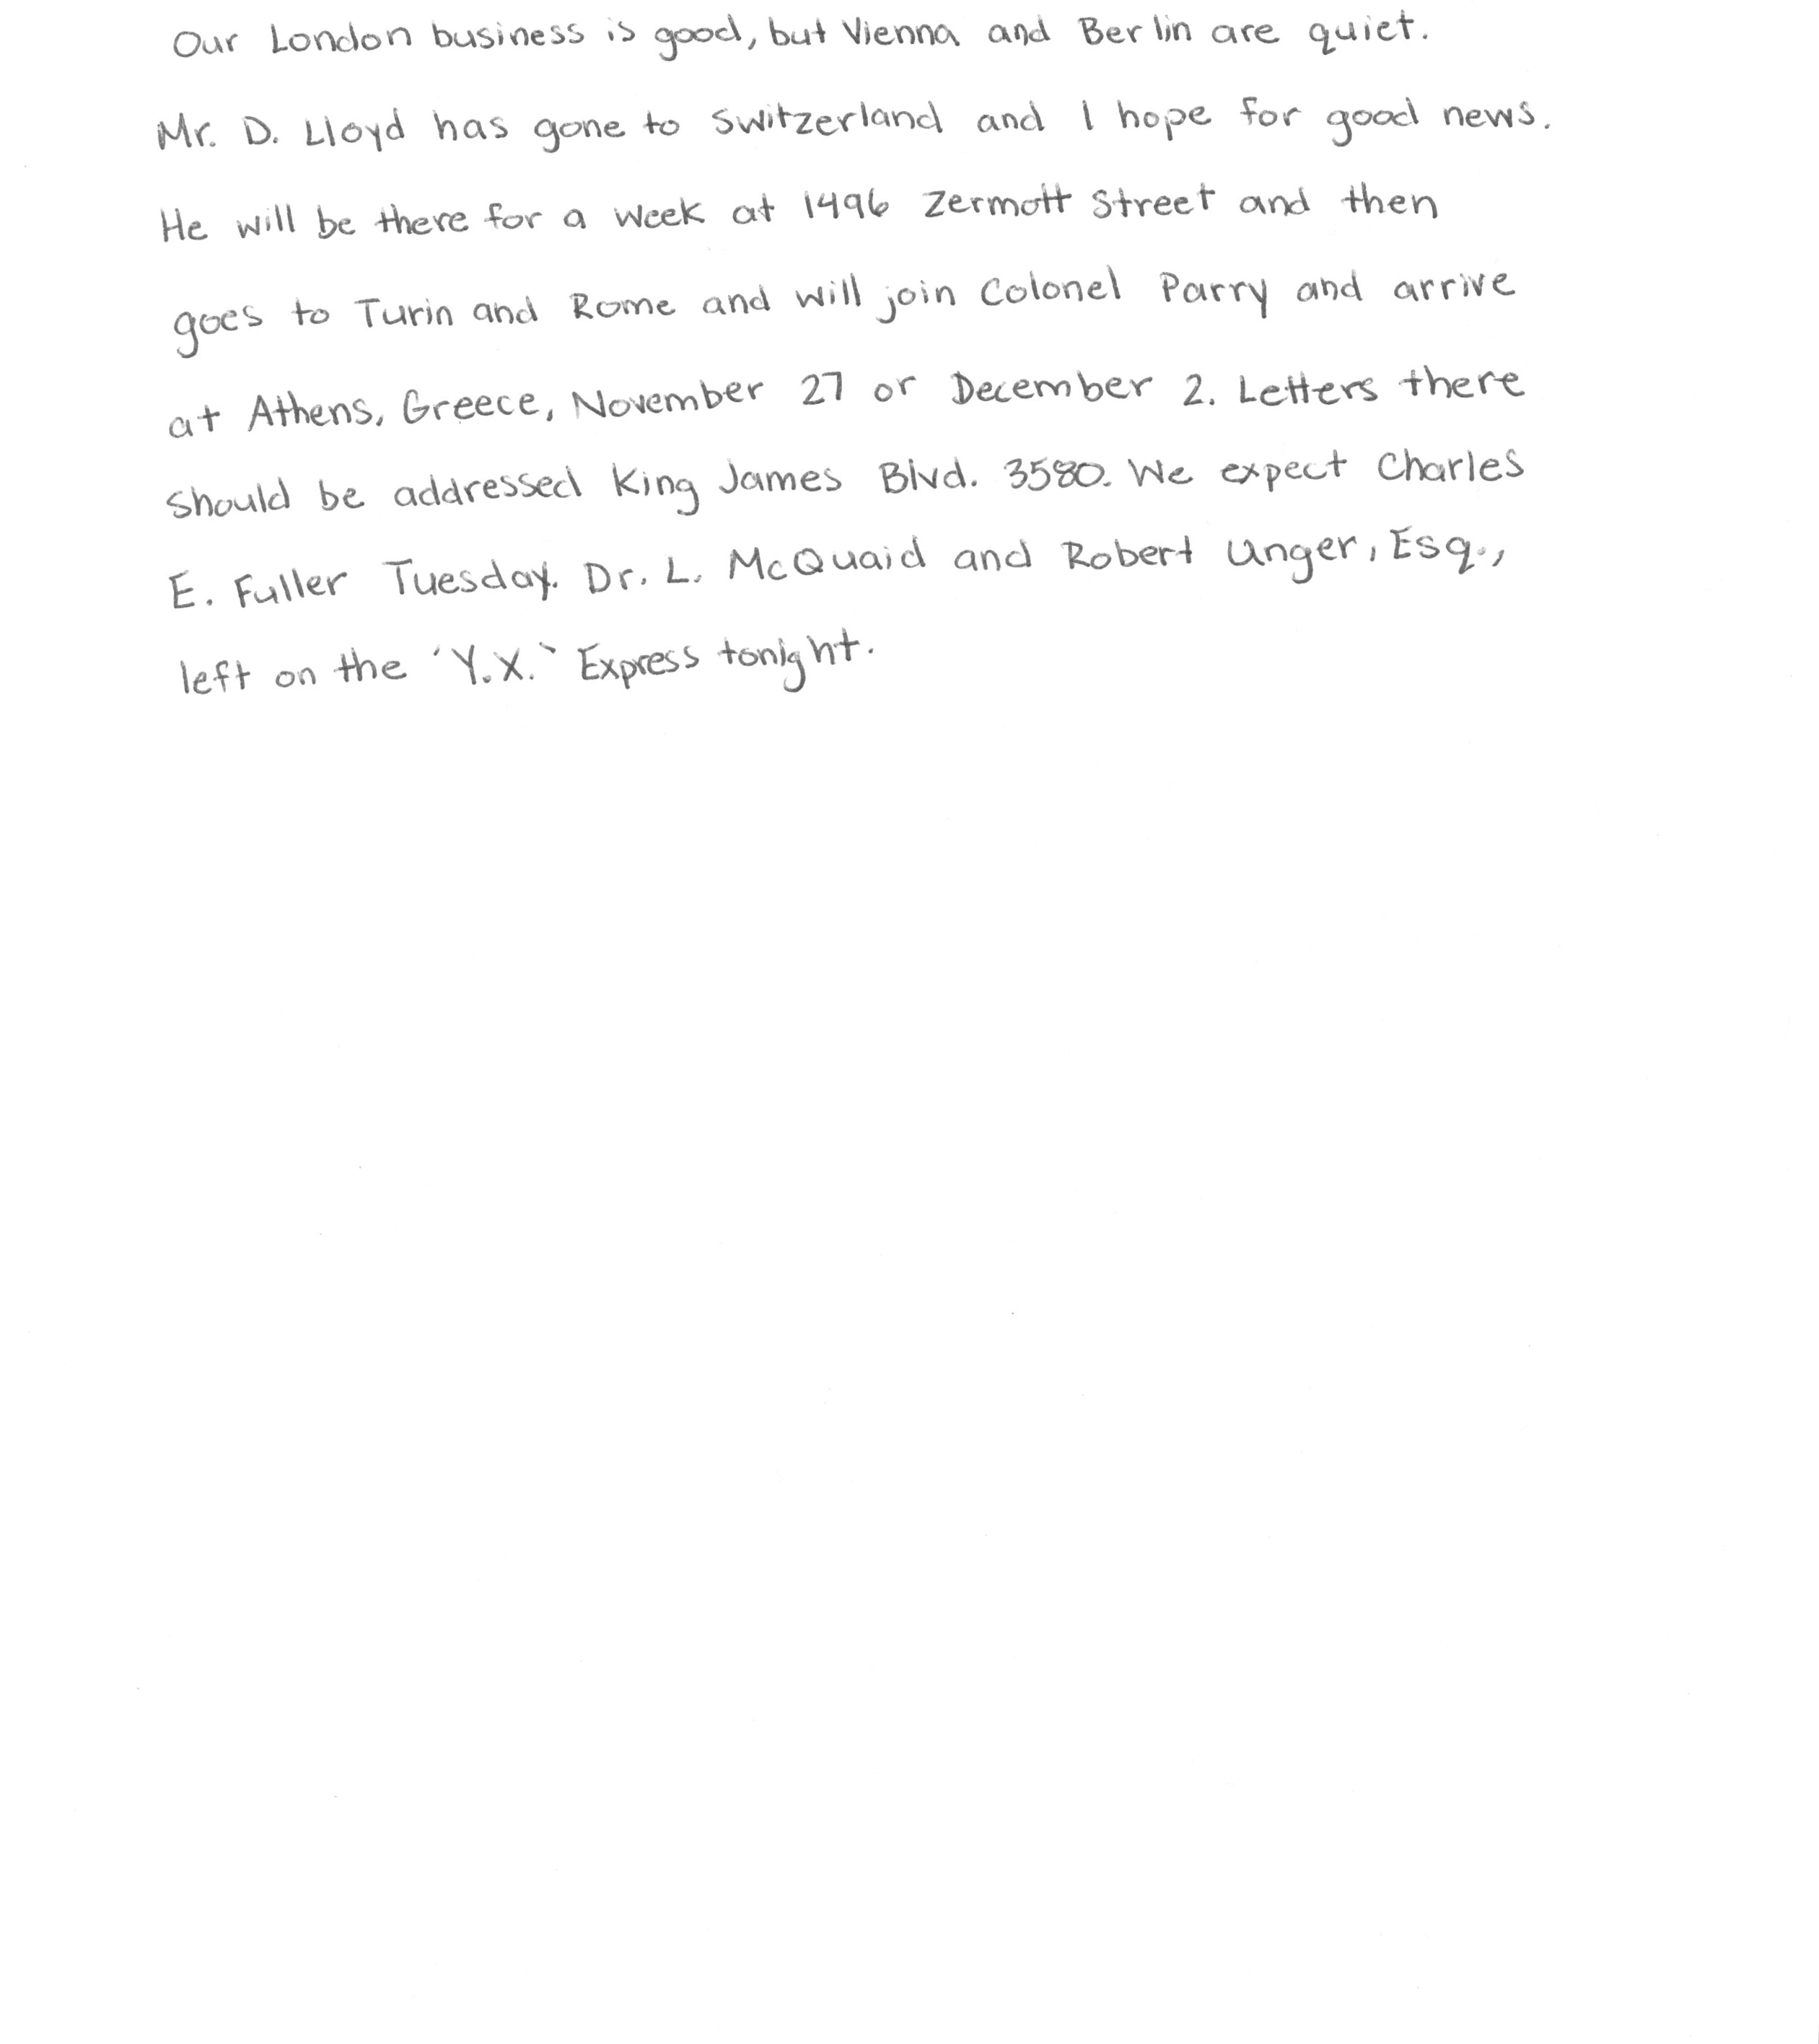 Our London business is good, but Vienna and Berlin are quiet.
Mr. D. Lloyd has gone to Switzerland and I hope for good news.
He will be there for a week at 1496 Zermott Street and then
goes to Turin and Rome and will join Colonel Parry and arrive
at Athens, Greece, November 27 or December 2. Letters there
should be addressed King James Blvd. 3580. We expect Charles
E. Fuller Tuesday. Dr. L. McQuaid and Robert Unger, Esq.,
left on the 'Y.X.' Express tonight.